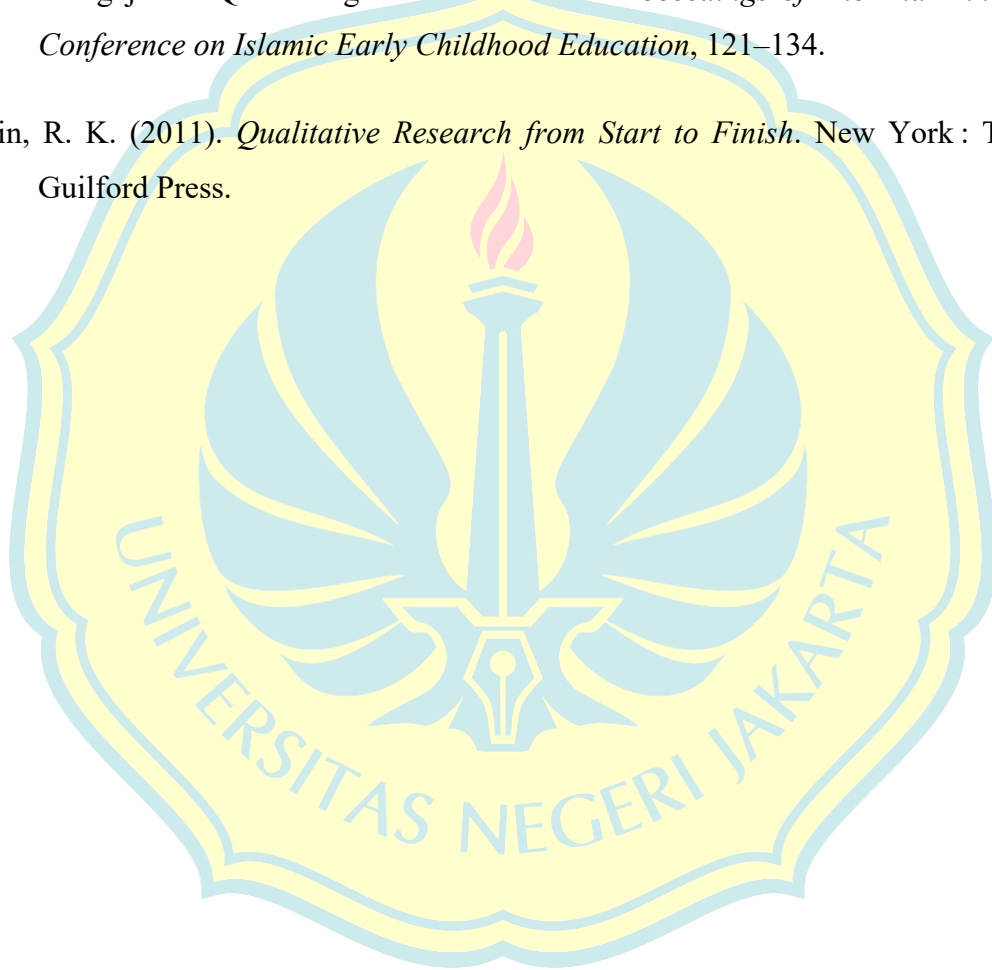 Conference on Islamic Early Childhood Education, 121–134.
in, R. K. (2011). Qualitative Research from Start to Finish. New York : T
Guilford Press.
UNIVERSITAS NEGERI JAKARTA